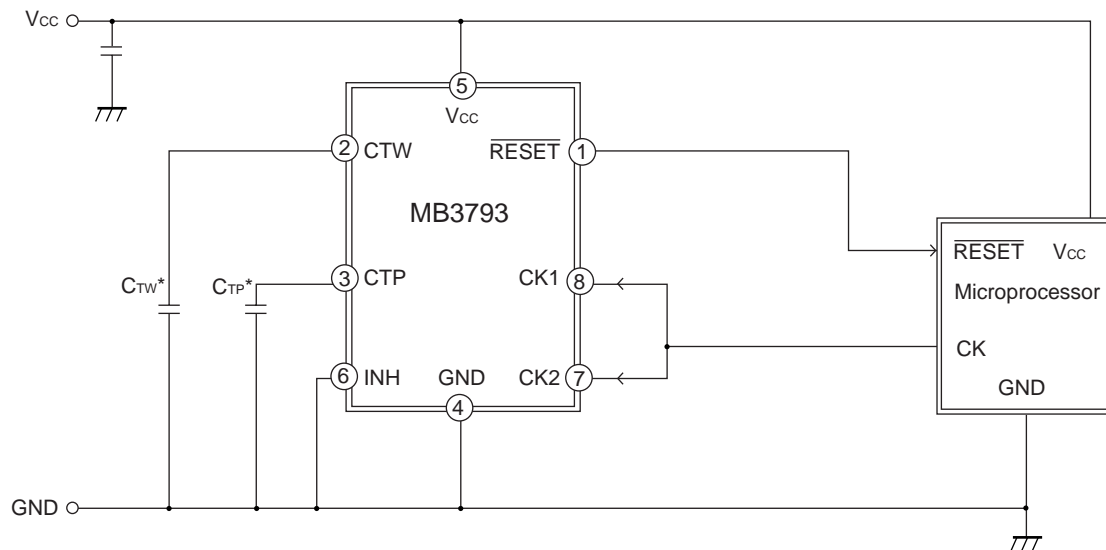 VCC
5
VCC
2 CTW
RESET 1
MB3793
RESET VCC
CTW*
CTP*
3 CTP
CK1 8
Microprocessor
CK
6 INH
GND
CK2 7
GND
4
GND